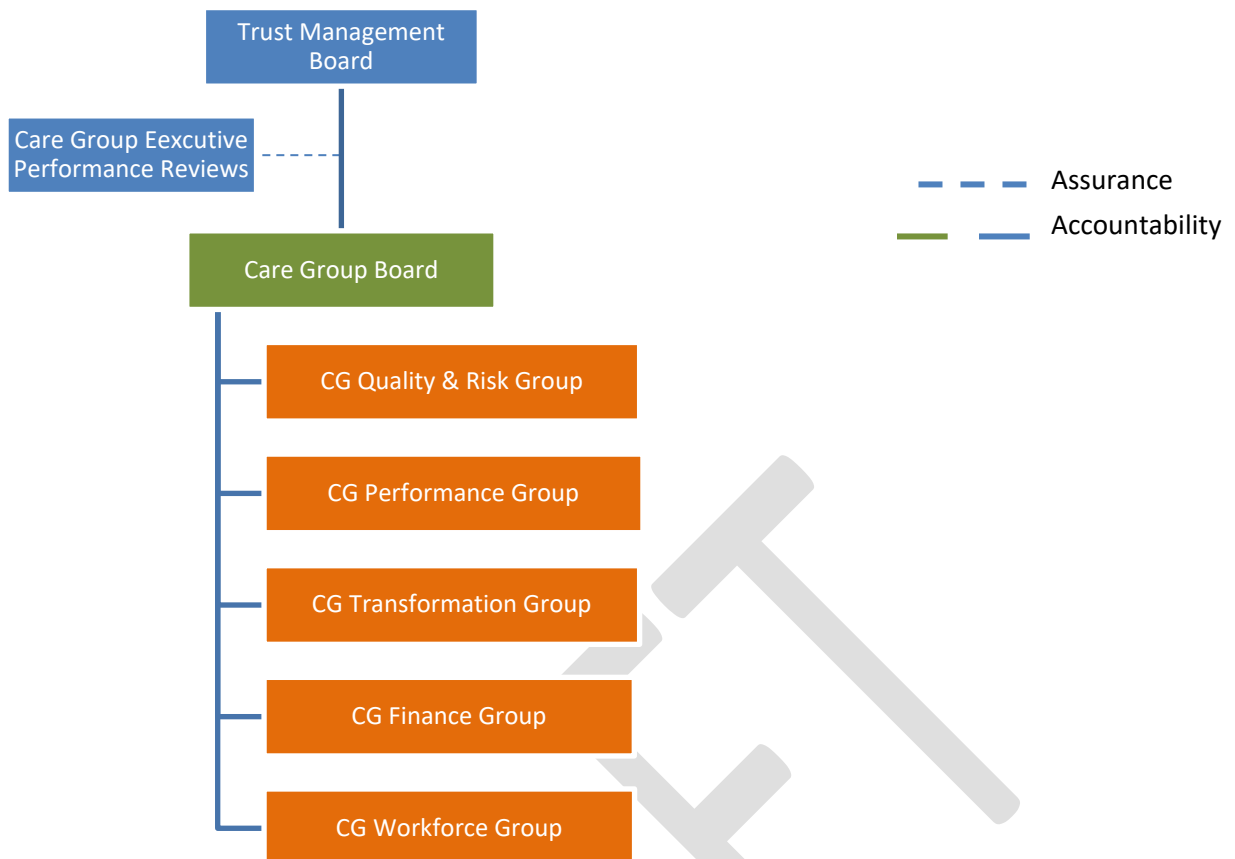 Trust Management
Board
Care Group Eexcutive
Performance Reviews
Assurance
Accountability
Care Group Board
CG Quality & Risk Group
CG Performance Group
CG Transformation Group
CG Finance Group
CG Workforce Group